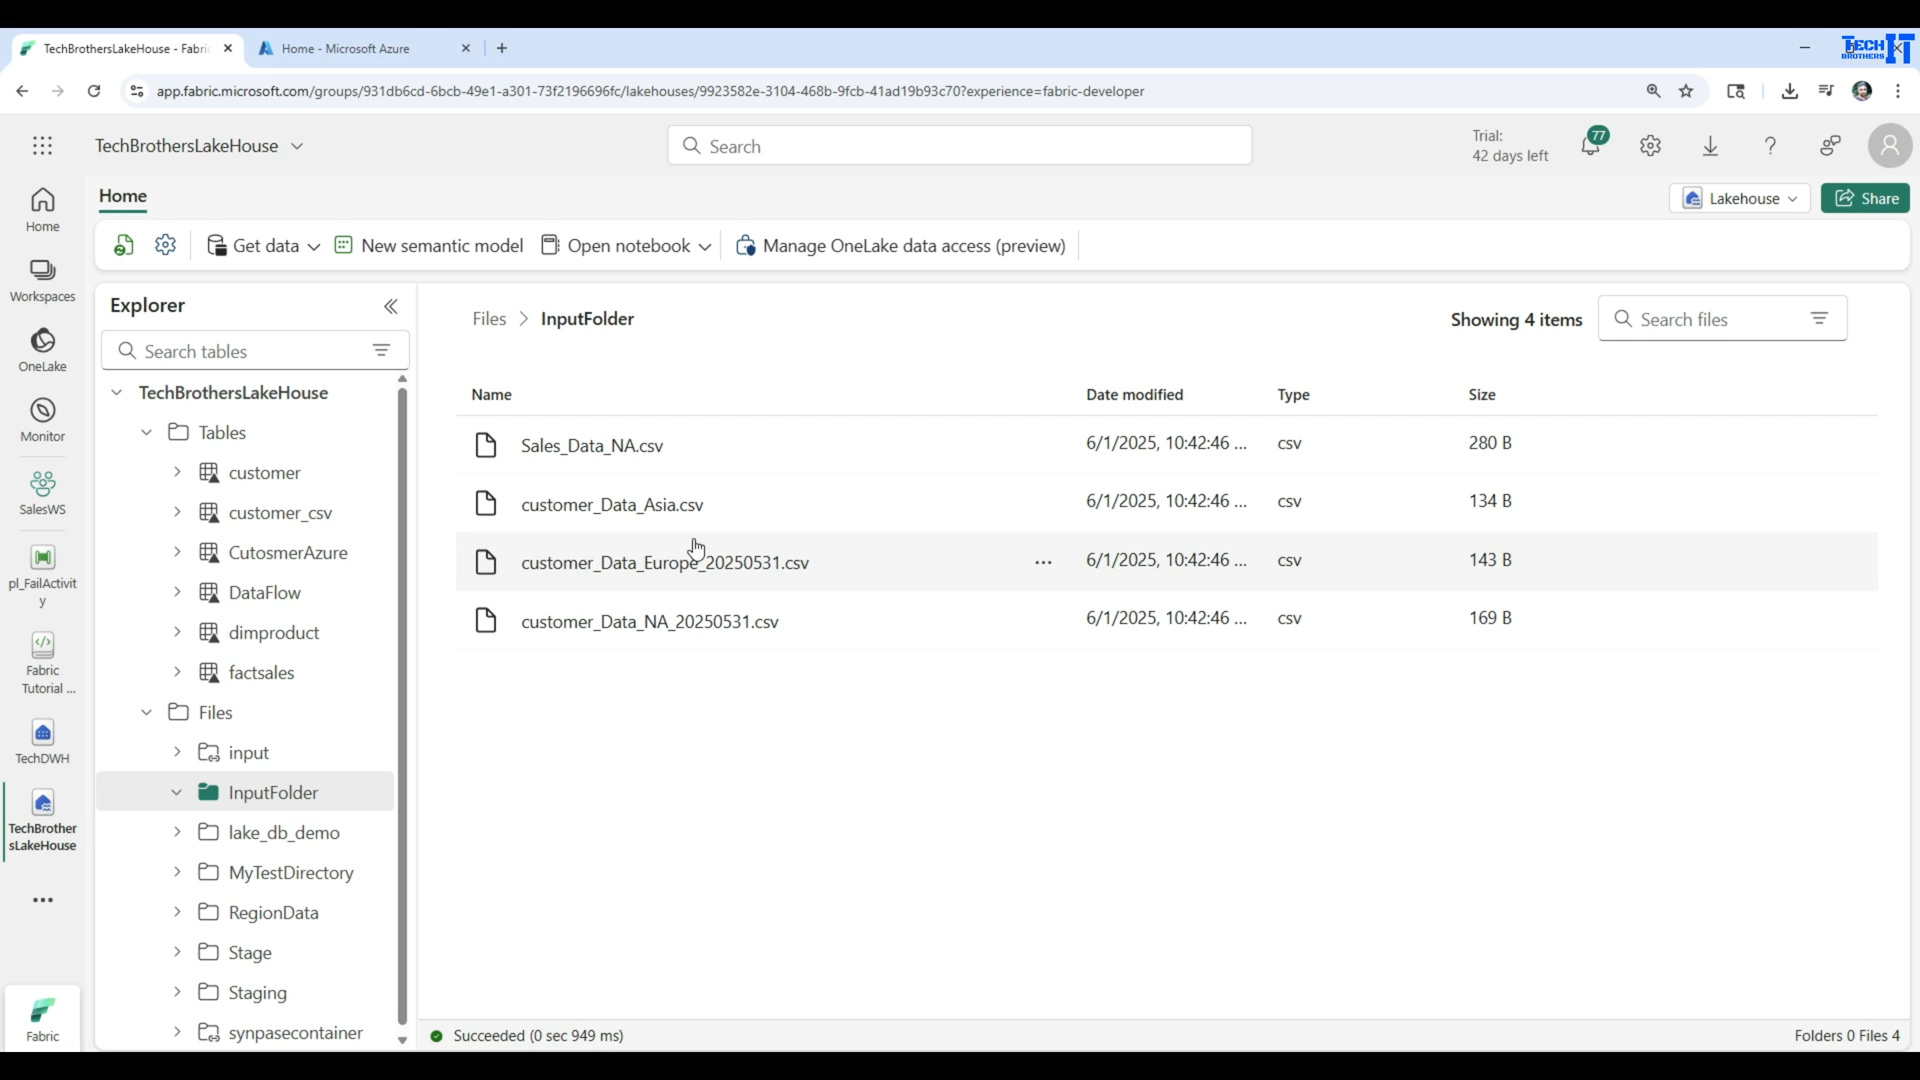 TechBrothersLakeHouse - Fabric
Home - Microsoft Azure
TECH IT
BROTHERS
app.fabric.microsoft.com/groups/931db6cd-6bcb-49e1-a301-73f2196696fc/lakehouses/9923582e-3104-468b-9fcb-41ad19b93c70?experience=fabric-developer
TechBrothersLakeHouse
Search
Trial:
42 days left
77
Home
Lakehouse
Share
Get data
New semantic model
Open notebook
Manage OneLake data access (preview)
Home
Workspaces
OneLake
Monitor
SalesWS
pl_FailActivit
y
Fabric
Tutorial ...
TechDWH
TechBrother
sLakeHouse
Fabric
Explorer
Search tables
TechBrothersLakeHouse
Tables
customer
customer_csv
CutosmerAzure
DataFlow
dimproduct
factsales
Files
input
InputFolder
lake_db_demo
MyTestDirectory
RegionData
Stage
Staging
synpasecontainer
Files > InputFolder
Showing 4 items
Search files
Name Date modified Type Size
Sales_Data_NA.csv 6/1/2025, 10:42:46 ... csv 280 B
customer_Data_Asia.csv 6/1/2025, 10:42:46 ... csv 134 B
customer_Data_Europe_20250531.csv ... 6/1/2025, 10:42:46 ... csv 143 B
customer_Data_NA_20250531.csv 6/1/2025, 10:42:46 ... csv 169 B
Succeeded (0 sec 949 ms)
Folders 0 Files 4